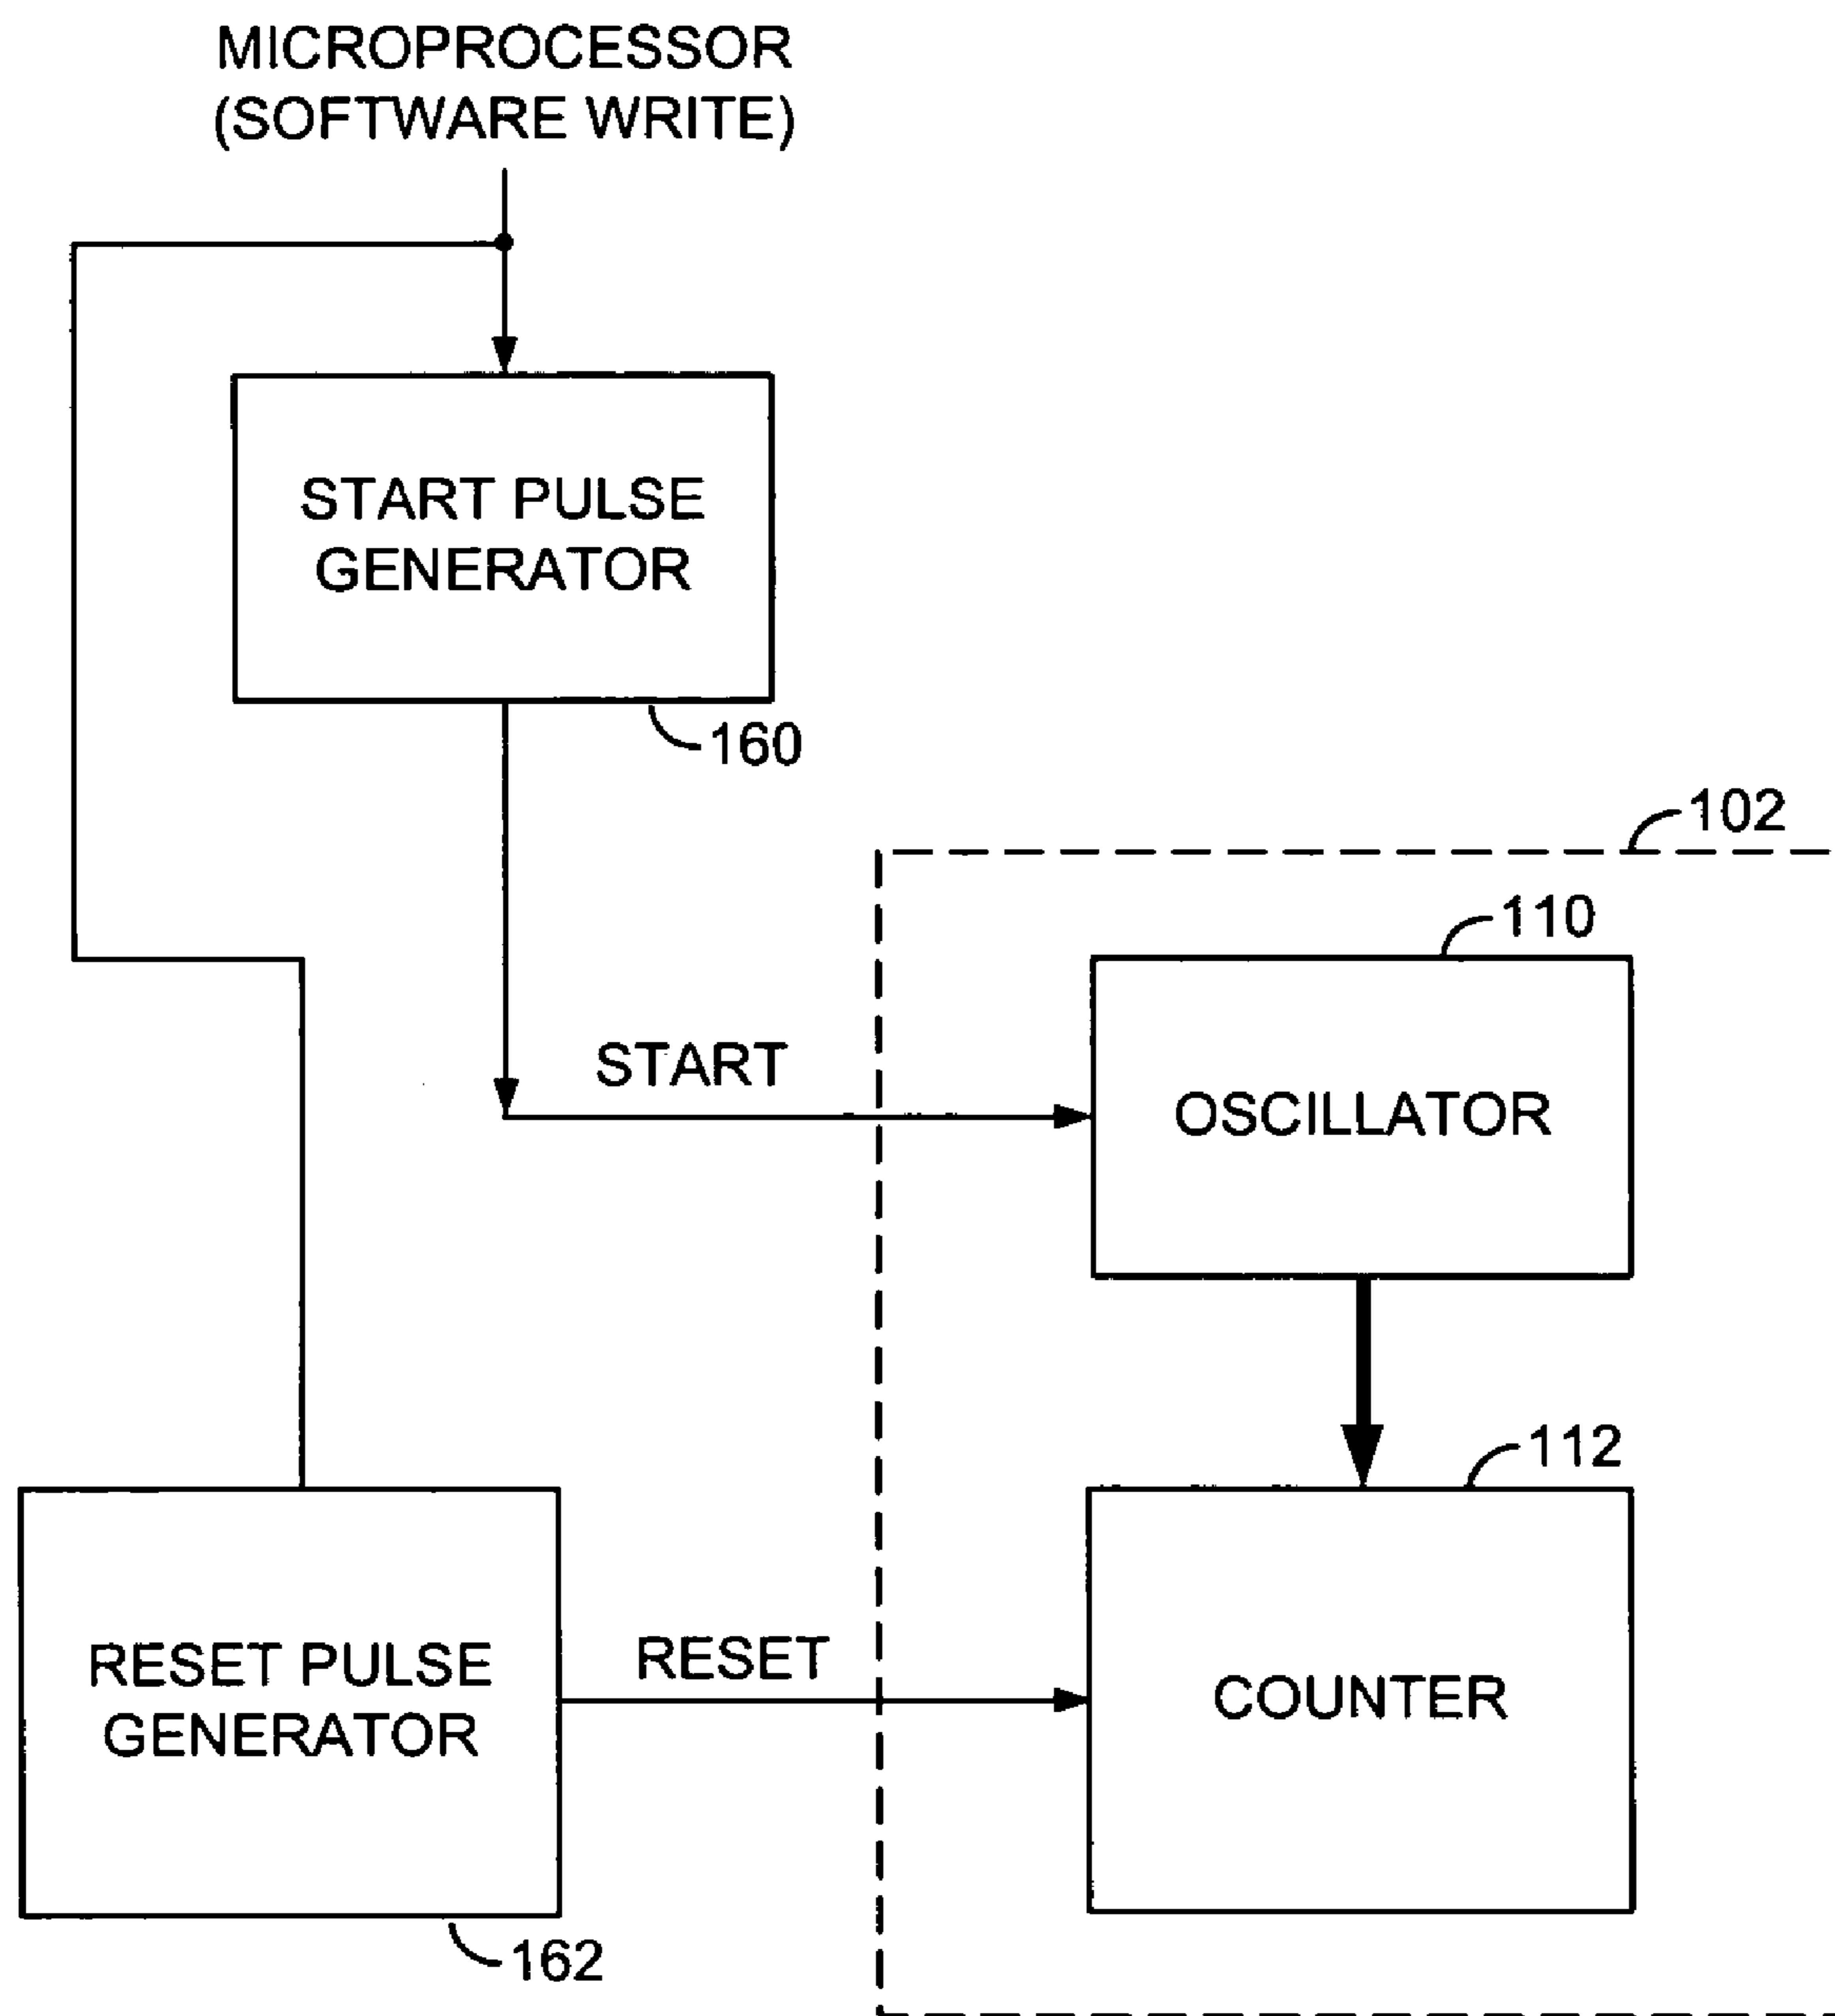 MICROPROCESSOR
(SOFTWARE WRITE)
START PULSE
GENERATOR
160
102
110
START
OSCILLATOR
112
RESET PULSE
GENERATOR
RESET
COUNTER
162